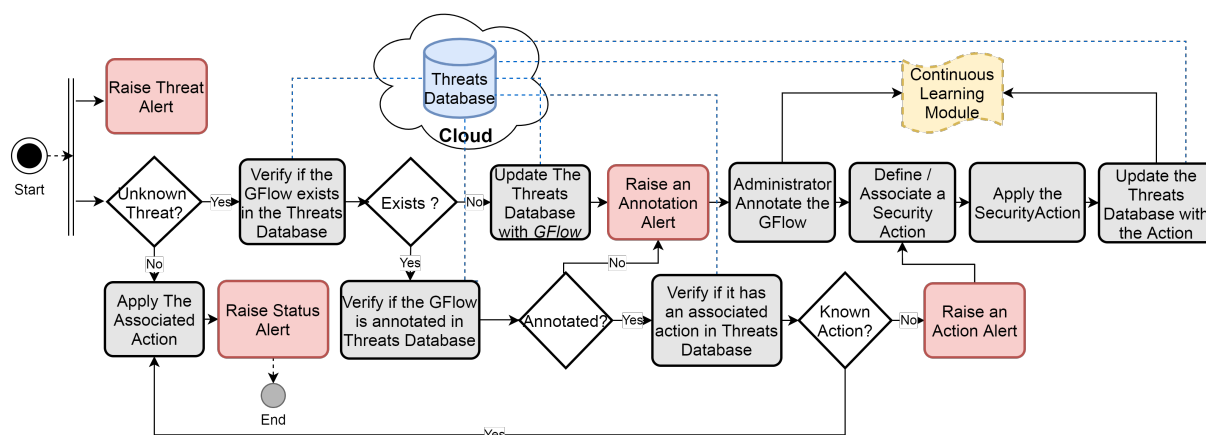 Start
Raise Threat
Alert
Unknown
Threat?
Yes
No
Verify if the
GFlow exists
in the Threats
Database
Exists ?
No
Yes
Threats
Database
Cloud
Update The
Threats
Database
with GFlow
Raise an
Annotation
Alert
Administrator
Annotate the
GFlow
Define /
Associate a
Security
Action
Apply the
SecurityAction
Update the
Threats
Database with
the Action
Continuous
Learning
Module
Apply The
Associated
Action
Raise Status
Alert
End
Verify if the GFlow
is annotated in
Threats Database
Annotated?
No
Yes
Verify if it has
an associated
action in Threats
Database
Known
Action?
No
Raise an
Action Alert
Yes